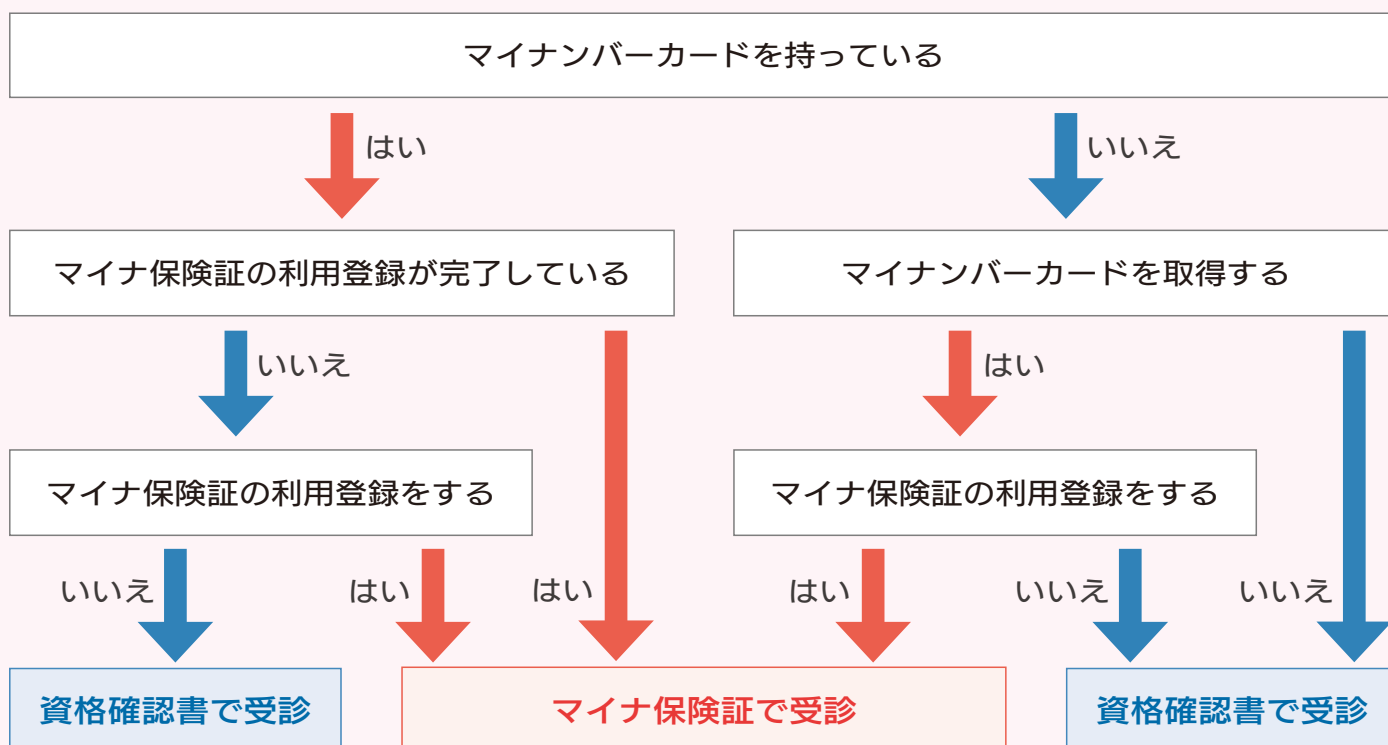 マイナンバーカードを持っている
はい
いいえ
マイナ保険証の利用登録が完了している
マイナンバーカードを取得する
いいえ
はい
マイナ保険証の利用登録をする
マイナ保険証の利用登録をする
いいえ
はい
はい
はい
いいえ
いいえ
資格確認書で受診
マイナ保険証で受診
資格確認書で受診